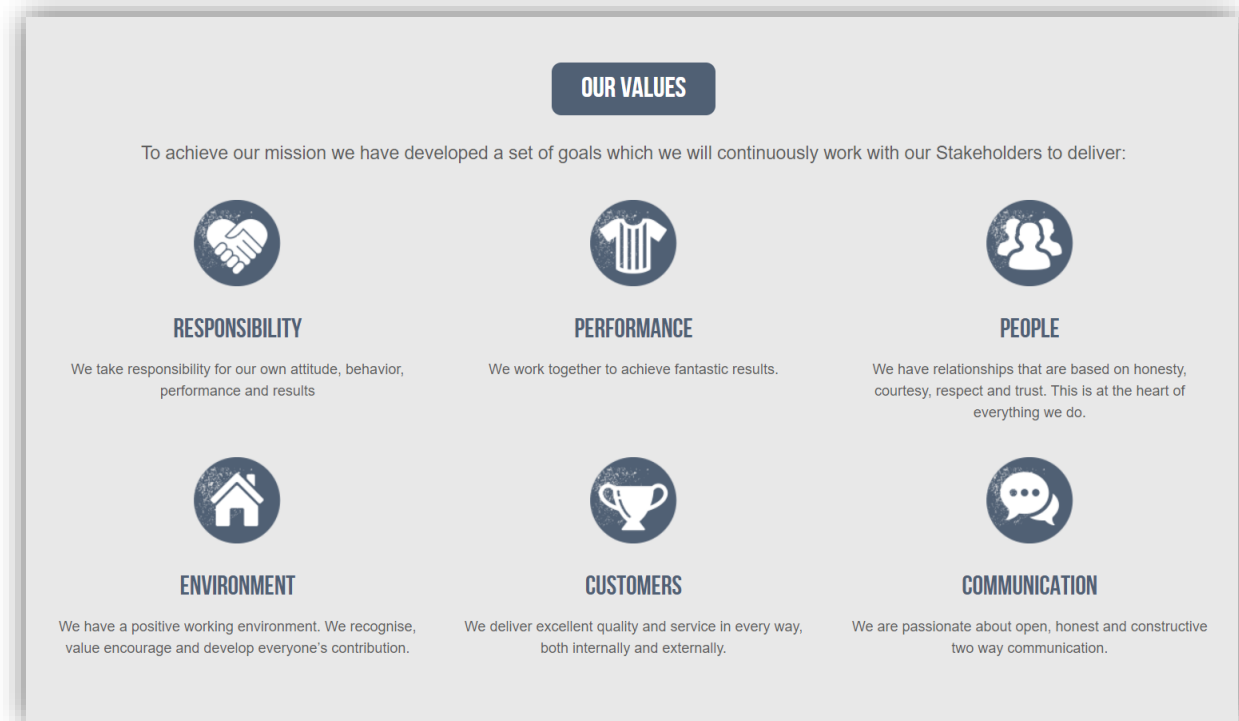 OUR VALUES
To achieve our mission we have developed a set of goals which we will continuously work with our Stakeholders to deliver:
RESPONSIBILITY
We take responsibility for our own attitude, behavior,
performance and results
PERFORMANCE
We work together to achieve fantastic results.
PEOPLE
We have relationships that are based on honesty,
courtesy, respect and trust. This is at the heart of
everything we do.
ENVIRONMENT
We have a positive working environment. We recognise,
value encourage and develop everyone’s contribution.
CUSTOMERS
We deliver excellent quality and service in every way,
both internally and externally.
COMMUNICATION
We are passionate about open, honest and constructive
two way communication.